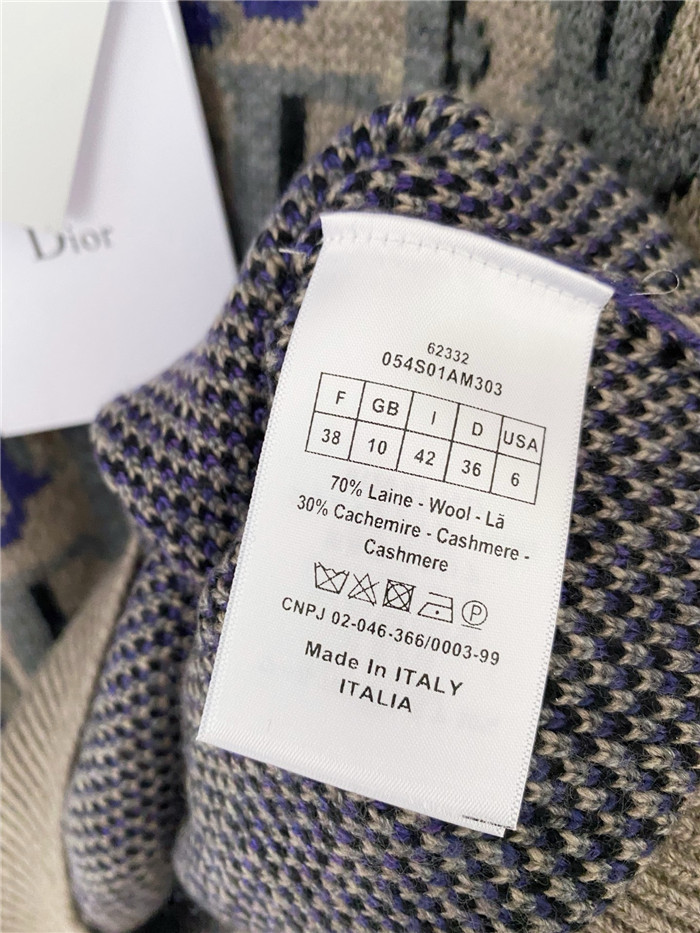 Dior
62332
054S01AM303
F GB I D USA
38 10 42 36 6
70% Laine - Wool - Lã
30% Cachemire - Cashmere -
Cashmere
P
CNPJ 02-046-366/0003-99
Made In ITALY
ITALIA